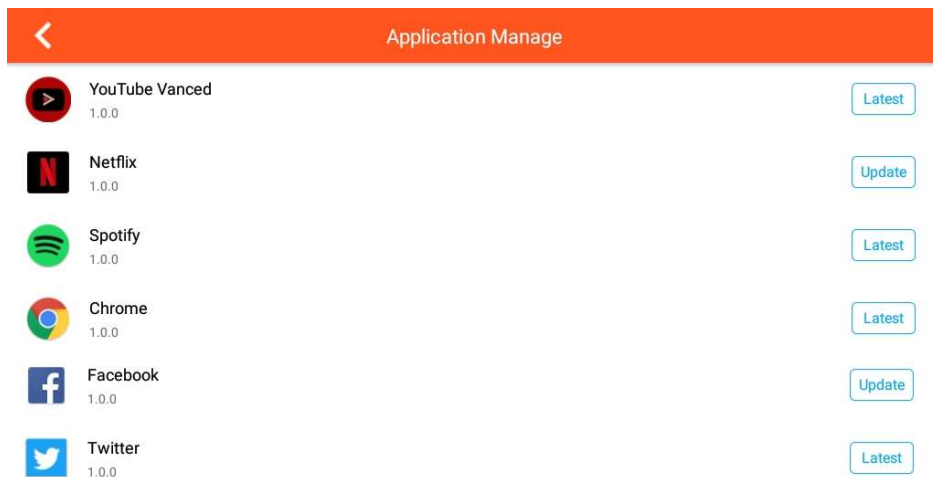 Application Manage
YouTube Vanced
1.0.0
Latest
Netflix
1.0.0
Update
Spotify
1.0.0
Latest
Chrome
1.0.0
Latest
Facebook
1.0.0
Update
Twitter
1.0.0
Latest